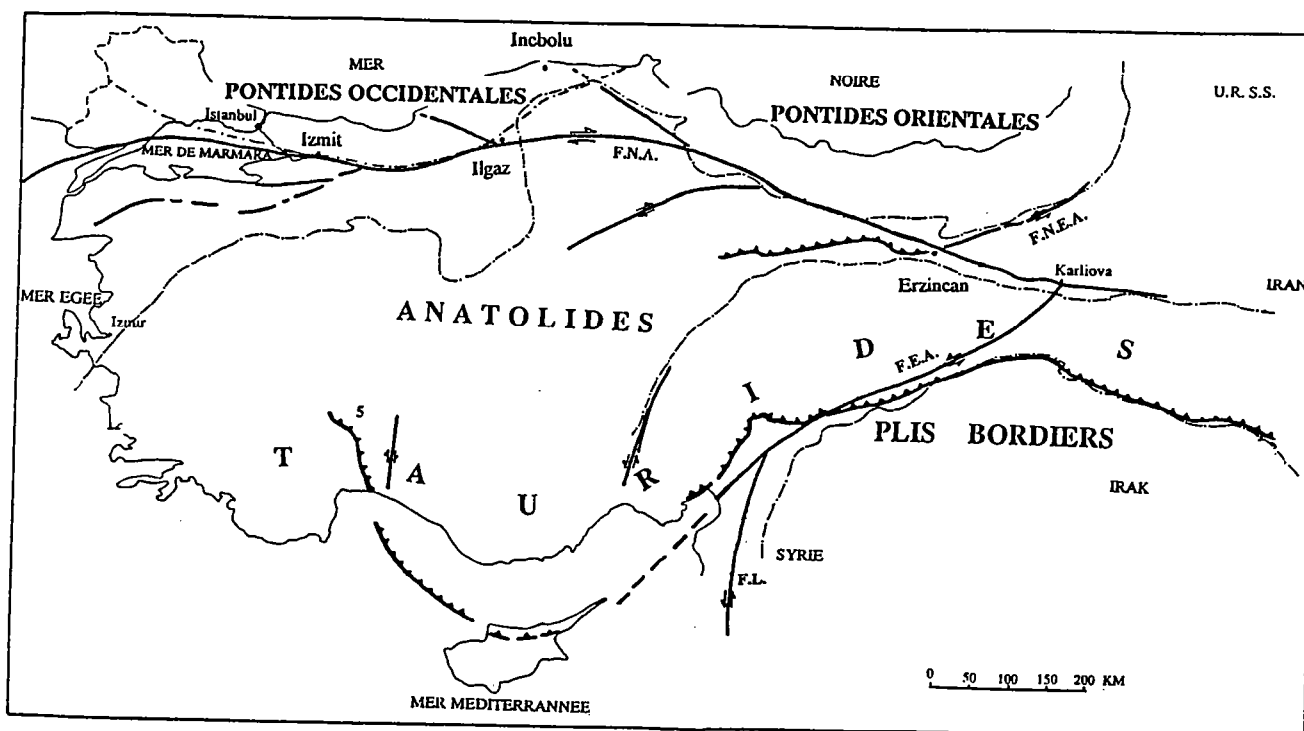 Incbolu
MER
NOIRE
U.R.S.S.
PONTIDES OCCIDENTALES
PONTIDES ORIENTALES
Istanbul
Izmit
MER DE MARMARA
Ilgaz
F.N.A.
F.N.E.A.
Karliova
Erzincan
IRAN
MER EGEE
Izmir
ANATOLIDES
T A U R I D E S
F.E.A.
5
PLIS BORDIERS
IRAK
SYRIE
F.L.
0 50 100 150 200 KM
MER MEDITERRANNEE